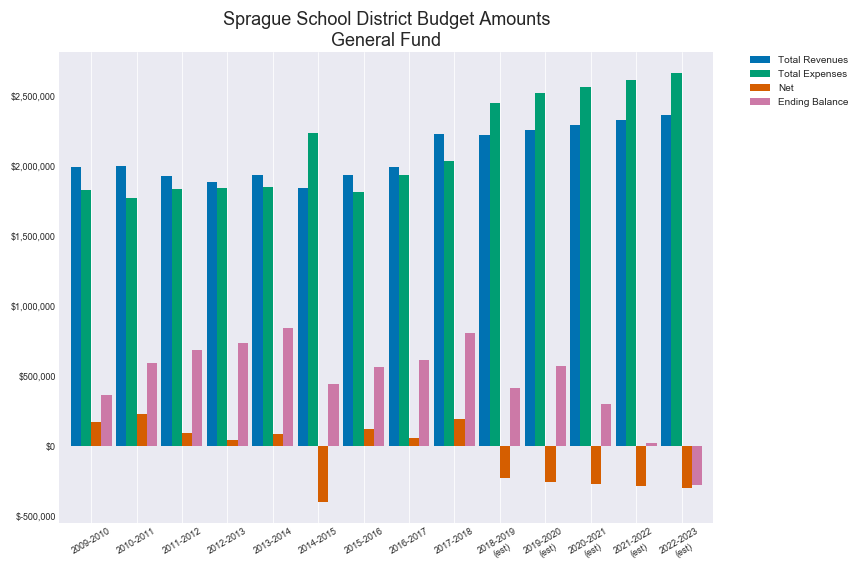 Sprague School District Budget Amounts
General Fund
Total Revenues
Total Expenses
Net
Ending Balance
$2,500,000
$2,000,000
$1,500,000
$1,000,000
$500,000
$0
$-500,000
2009-2010
2010-2011
2011-2012
2012-2013
2013-2014
2014-2015
2015-2016
2016-2017
2017-2018
2018-2019
(est)
2019-2020
(est)
2020-2021
(est)
2021-2022
(est)
2022-2023
(est)